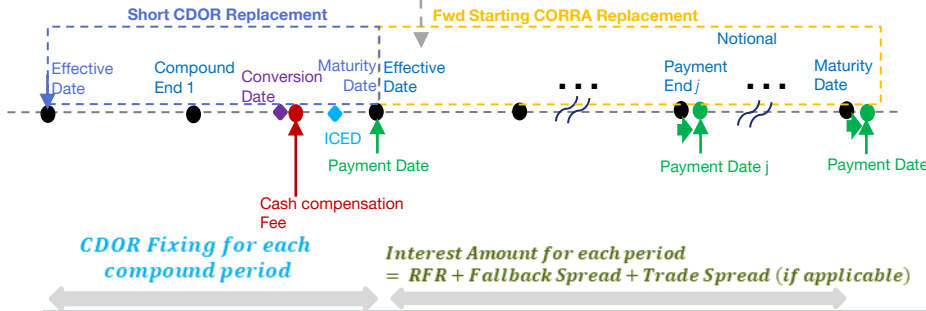 Short CDOR Replacement
Fwd Starting CORRA Replacement
Notional
Effective
Date
Compound
End 1
Conversion
Date
Maturity
Date
Effective
Date
...
Payment
End j
...
Maturity
Date
ICED
Payment Date
Payment Date j
Payment Date
Cash compensation
Fee
CDOR Fixing for each
compound period
Interest Amount for each period
= RFR + Fallback Spread + Trade Spread (if applicable)